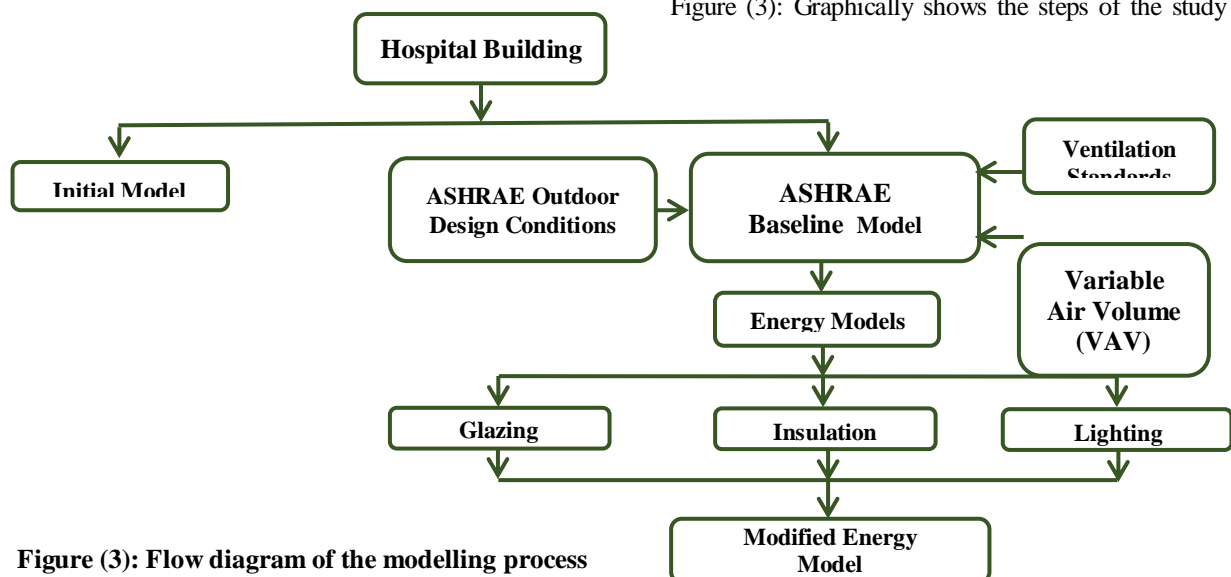 Figure (3): Graphically shows the steps of the study
Hospital Building
Initial Model
ASHRAE Outdoor
Design Conditions
ASHRAE
Baseline Model
Ventilation
Standards
Variable
Air Volume
(VAV)
Energy Models
Glazing
Insulation
Lighting
Modified Energy
Model
Figure (3): Flow diagram of the modelling process